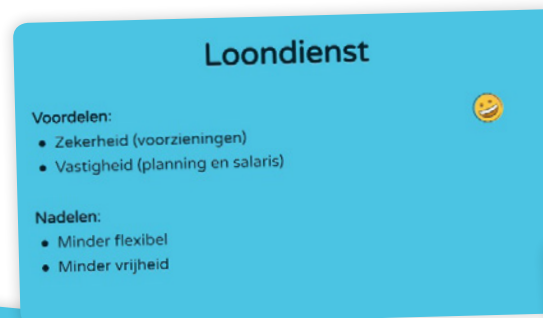 Loondienst
Voordelen:
● Zekerheid (voorzieningen)
● Vastigheid (planning en salaris)
Nadelen:
● Minder flexibel
● Minder vrijheid